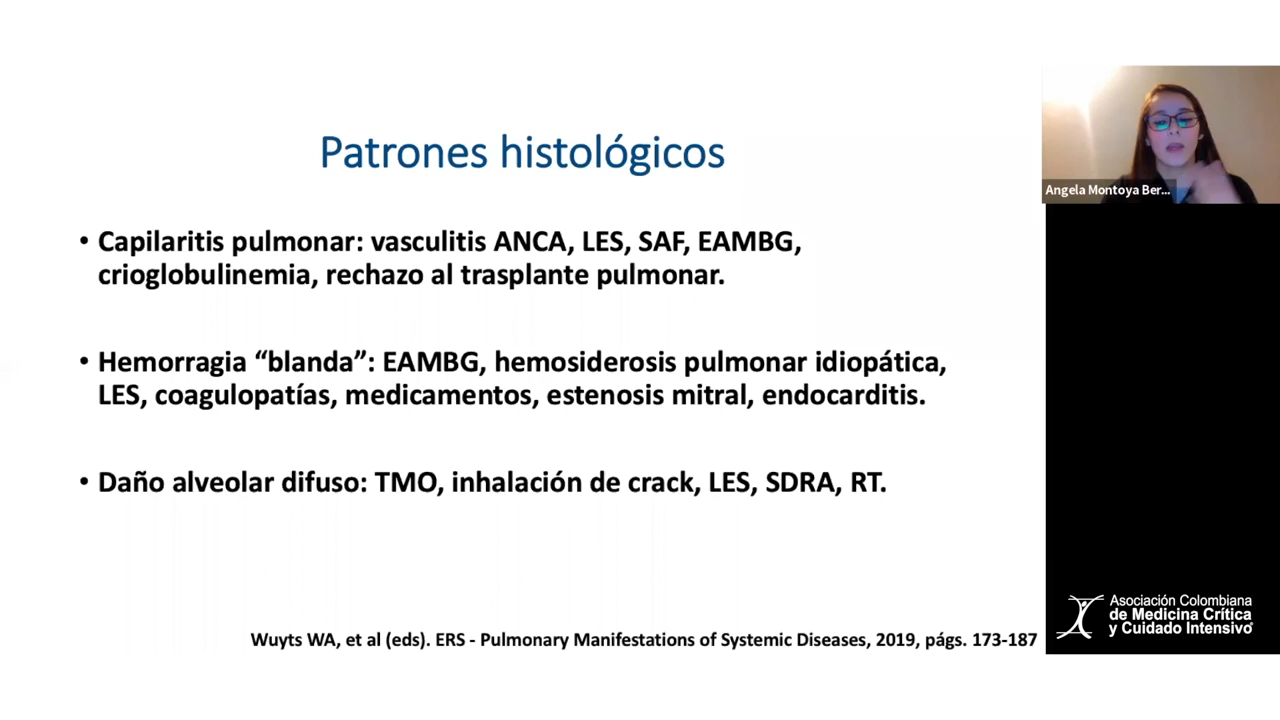 Patrones histológicos
• Capilaritis pulmonar: vasculitis ANCA, LES, SAF, EAMBG,
crioglobulinemia, rechazo al trasplante pulmonar.
• Hemorragia “blanda”: EAMBG, hemosiderosis pulmonar idiopática,
LES, coagulopatías, medicamentos, estenosis mitral, endocarditis.
• Daño alveolar difuso: TMO, inhalación de crack, LES, SDRA, RT.
Wuyts WA, et al (eds). ERS - Pulmonary Manifestations of Systemic Diseases, 2019, págs. 173-187
Angela Montoya Ber...
Asociación Colombiana
de Medicina Crítica
y Cuidado Intensivo